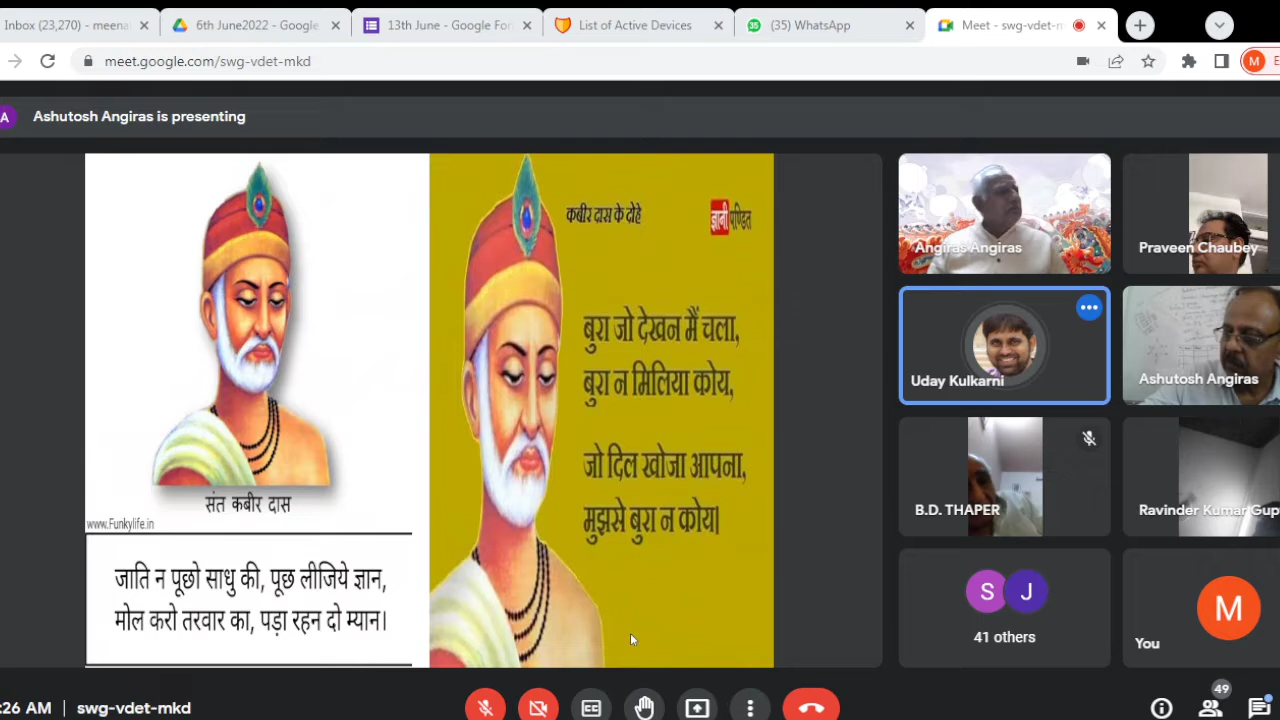 Inbox (23,270) - meena
6th June2022 - Google
13th June - Google For
List of Active Devices
(35) WhatsApp
Meet - swg-vdet-m
meet.google.com/swg-vdet-mkd
M
E
A
Ashutosh Angiras is presenting
संत कबीर दास
www.Funkylife.in
जाति न पूछो साधु की, पूछ लीजिये ज्ञान,
मोल करो तरवार का, पड़ा रहन दो म्यान।
कबीर दास के दोहे
ज्ञानी पण्डित
बुरा जो देखन मैं चला,
बुरा न मिलिया कोय,
जो दिल खोजा आपना,
मुझसे बुरा न कोय।
Angiras Angiras
Praveen Chaubey
Uday Kulkarni
Ashutosh Angiras
B.D. THAPER
Ravinder Kumar Gup
S J
41 others
M
You
:26 AM | swg-vdet-mkd
49